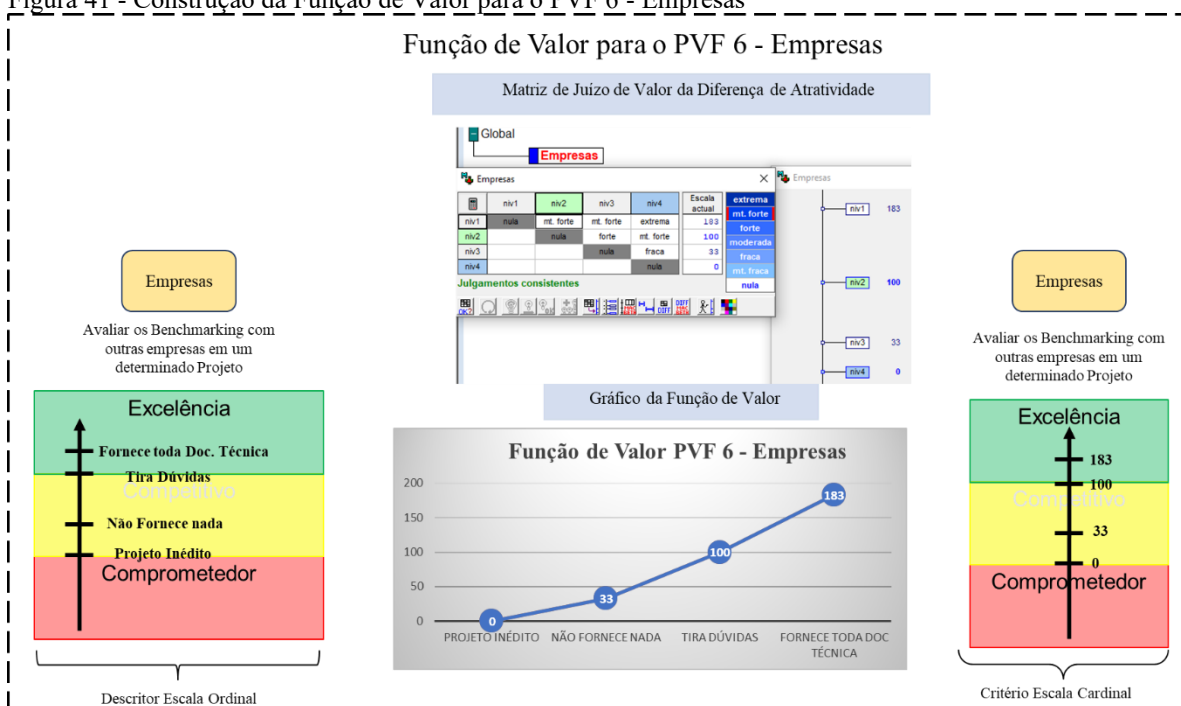 Figura 41 - Construção da Função de Valor para o PVF 6 - Empresas
Função de Valor para o PVF 6 - Empresas
Matriz de Juízo de Valor da Diferença de Atratividade
Global
Empresas
Empresas
niv1 niv2 niv3 niv4 Escala actual
niv1 nula mt. forte mt. forte extrema 183
niv2 nula forte mt. forte 100
niv3 nula fraca 33
niv4 nula 0
Julgamentos consistentes
extrema
mt. forte
forte
moderada
fraca
mt. fraca
nula
Empresas
niv1 183
niv2 100
niv3 33
niv4 0
Empresas
Avaliar os Benchmarking com
outras empresas em um
determinado Projeto
Excelência
Fornece toda Doc. Técnica
Tira Dúvidas
Competitivo
Não Fornece nada
Projeto Inédito
Comprometedor
Descritor Escala Ordinal
Gráfico da Função de Valor
Função de Valor PVF 6 - Empresas
200
150
100
50
0
0
33
100
183
PROJETO INÉDITO
NÃO FORNECE NADA
TIRA DÚVIDAS
FORNECE TODA DOC
TÉCNICA
Empresas
Avaliar os Benchmarking com
outras empresas em um
determinado Projeto
Excelência
183
100
Competitivo
33
0
Comprometedor
Critério Escala Cardinal